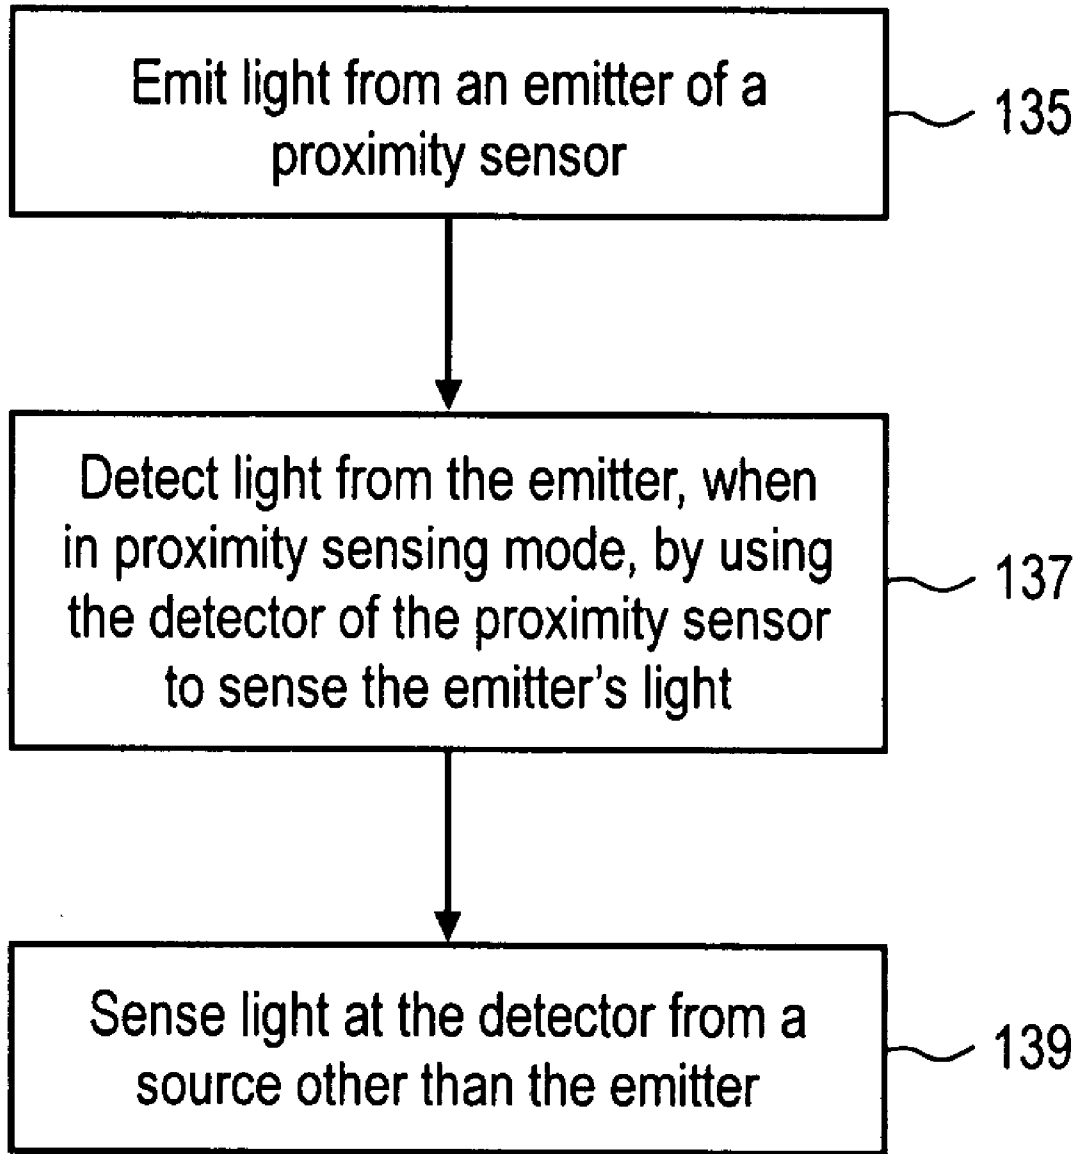 Emit light from an emitter of a
proximity sensor
135
Detect light from the emitter, when
in proximity sensing mode, by using
the detector of the proximity sensor
to sense the emitter’s light
137
Sense light at the detector from a
source other than the emitter
139